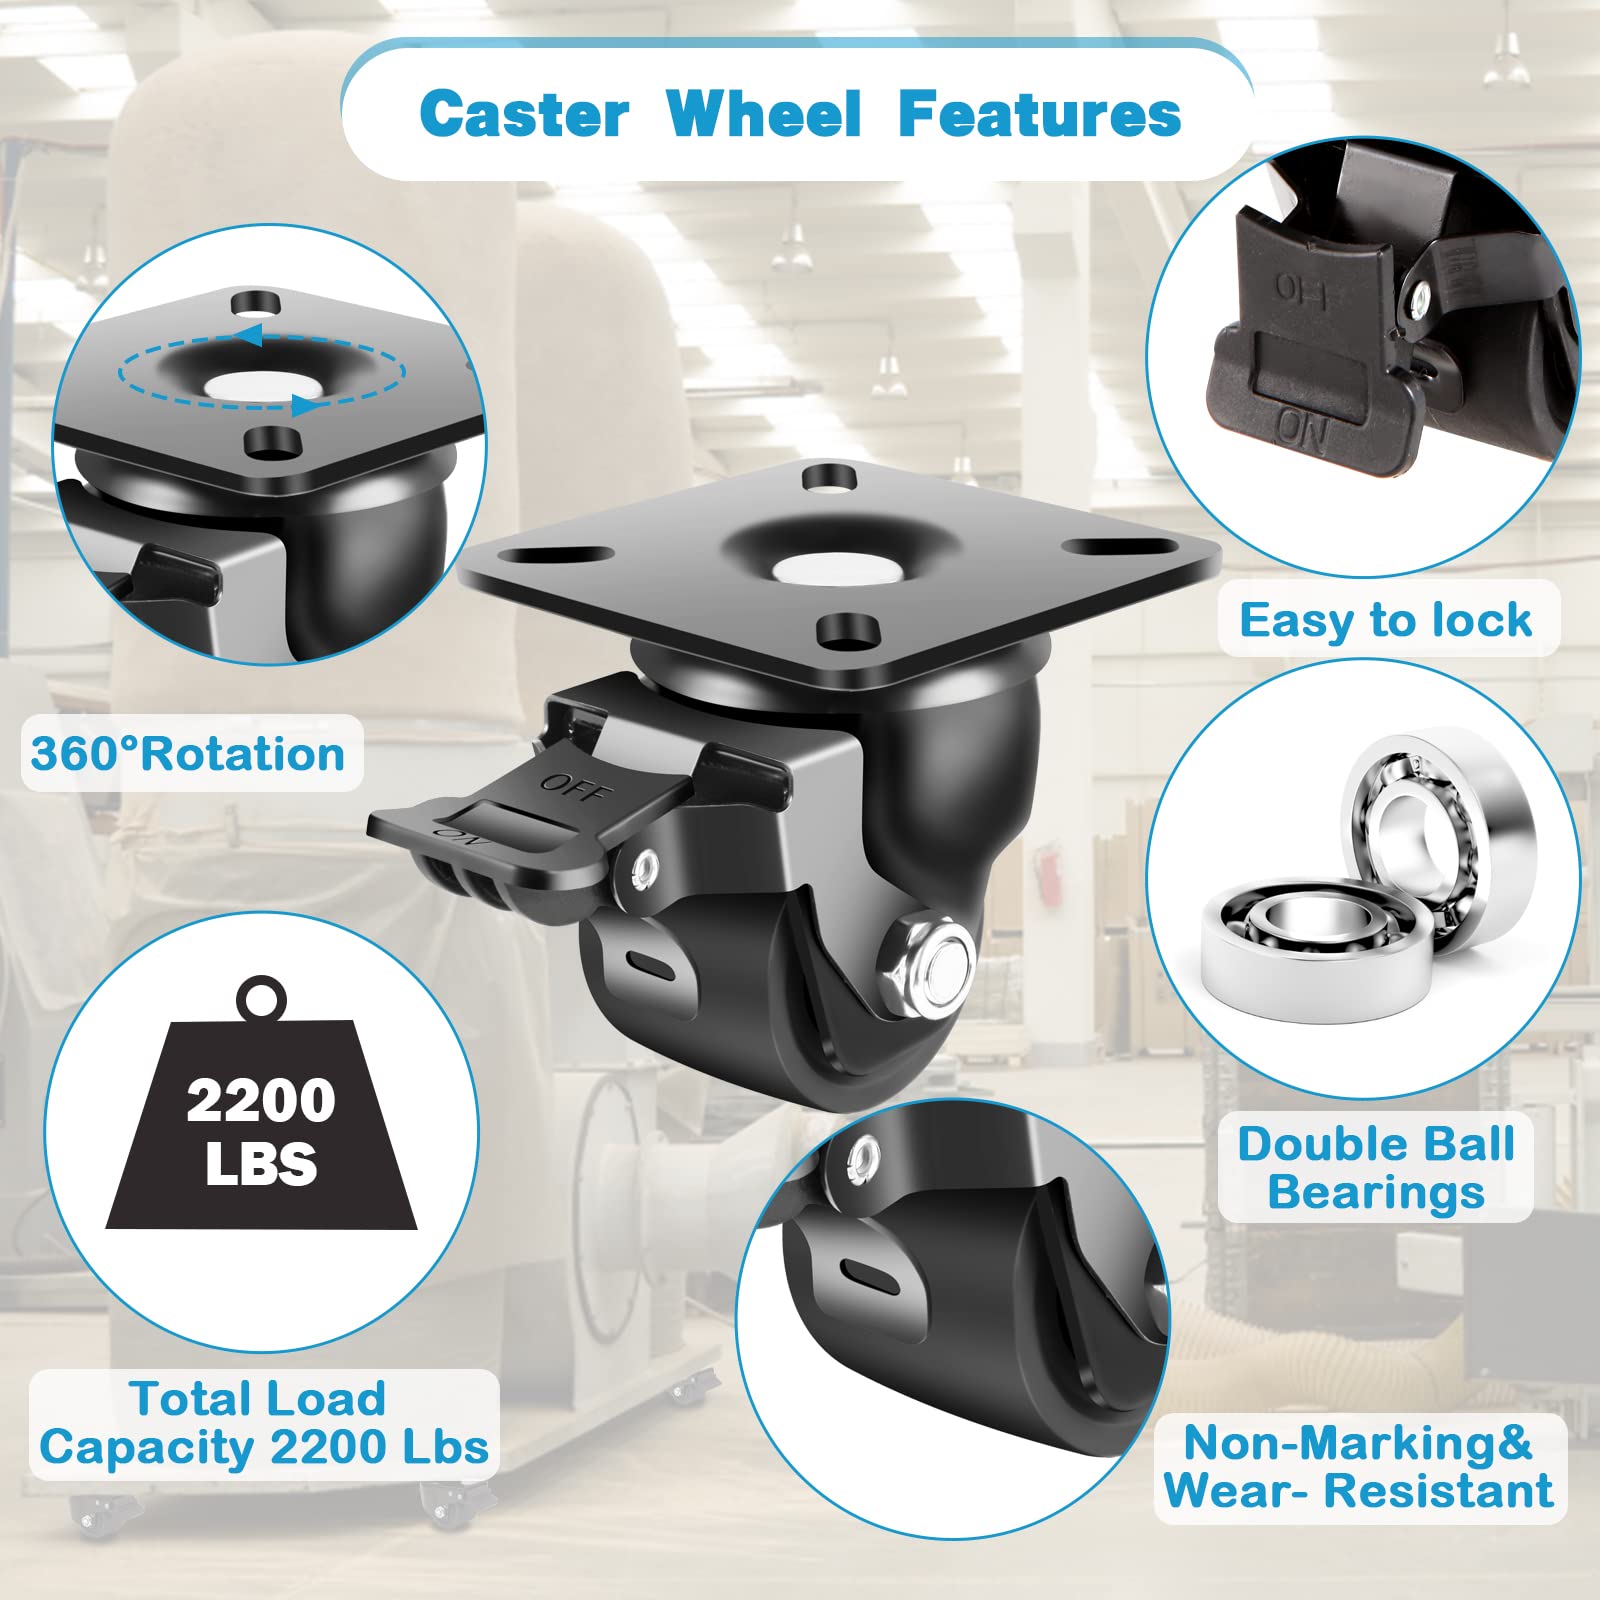 Caster Wheel Features
OFF
ON
Easy to lock
360°Rotation
OFF
ON
2200
LBS
Double Ball
Bearings
Total Load
Capacity 2200 Lbs
Non-Marking&
Wear- Resistant